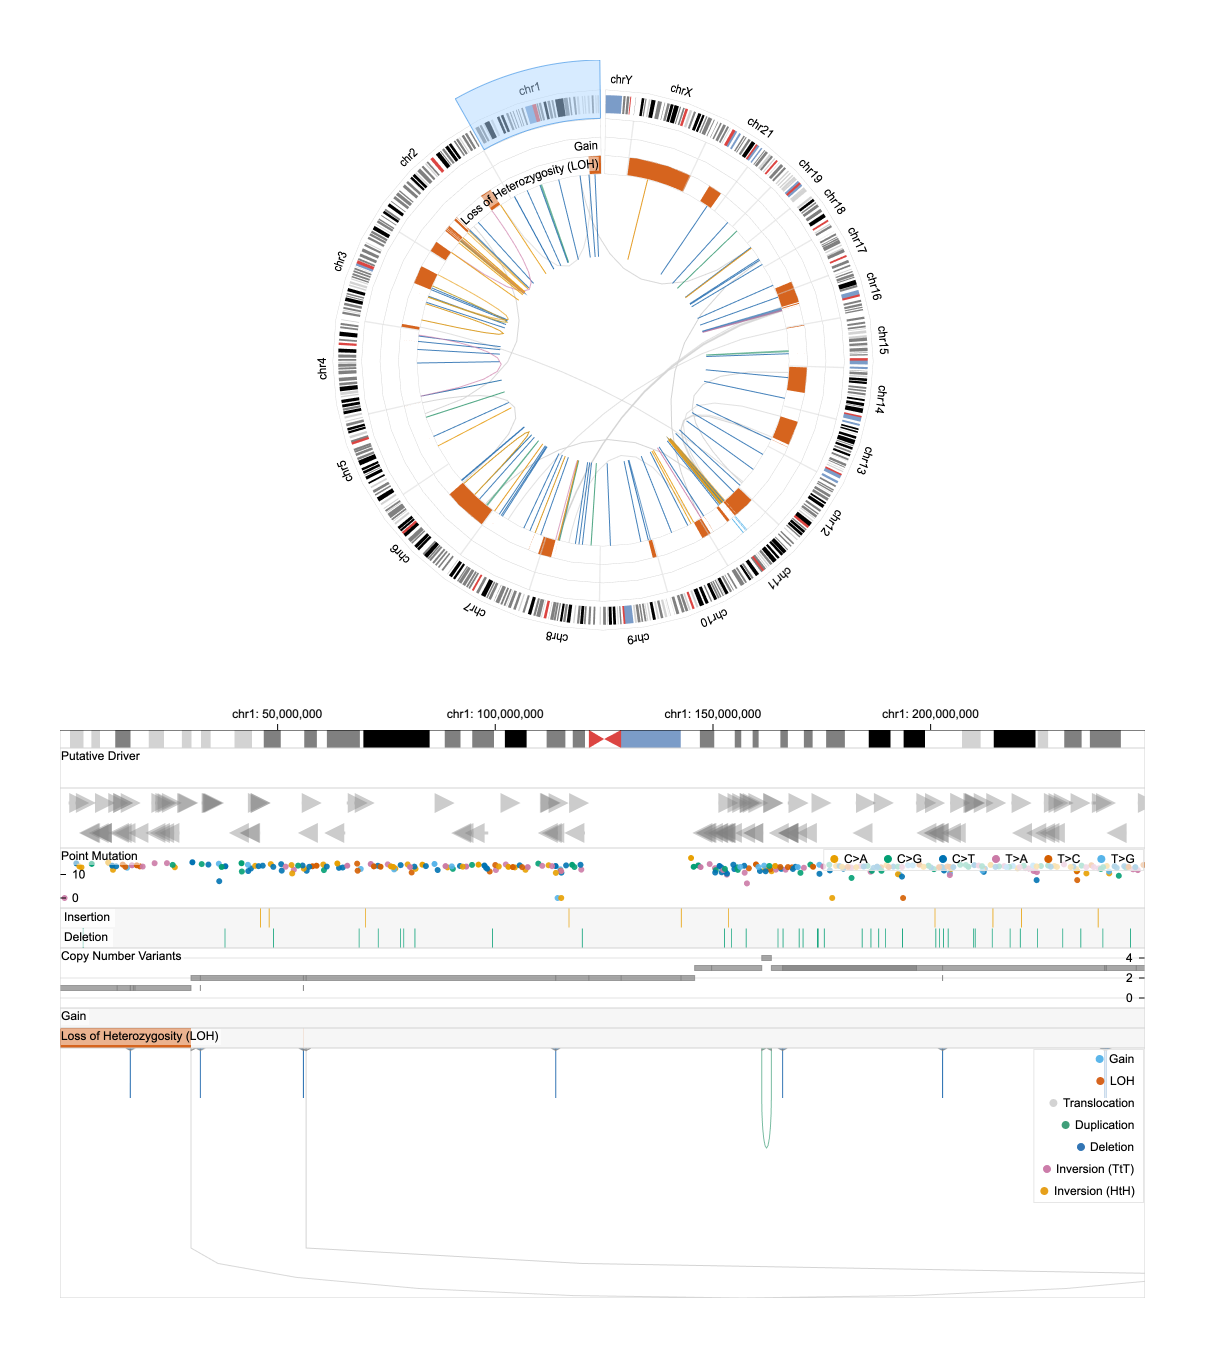 chrY
chrX
chr1
chr21
chr2
Gain
chr19
Loss of Heterozygosity (LOH)
chr18
chr17
chr3
chr16
chr15
chr4
chr14
chr13
chr5
chr12
chr6
chr11
chr7
chr10
chr8
chr9
chr1: 50,000,000
chr1: 100,000,000
chr1: 150,000,000
chr1: 200,000,000
Putative Driver
Point Mutation
C>A
C>G
C>T
T>A
T>C
T>G
10
0
Insertion
Deletion
Copy Number Variants
4
2
0
Gain
Loss of Heterozygosity (LOH)
Gain
LOH
Translocation
Duplication
Deletion
Inversion (TtT)
Inversion (HtH)